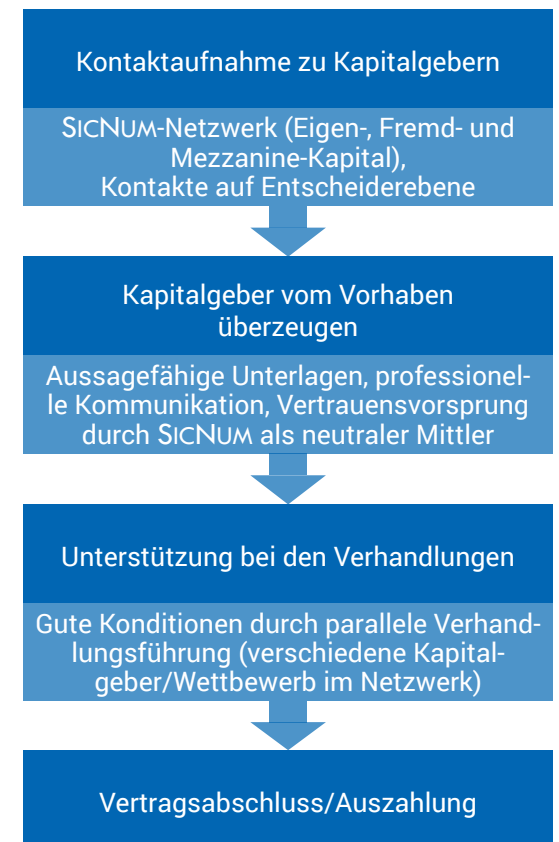 Kontaktaufnahme zu Kapitalgebern
SICNUM-Netzwerk (Eigen-, Fremd- und
Mezzanine-Kapital),
Kontakte auf Entscheiderebene
Kapitalgeber vom Vorhaben
überzeugen
Aussagefähige Unterlagen, professionel-
le Kommunikation, Vertrauensvorsprung
durch SICNUM als neutraler Mittler
Unterstützung bei den Verhandlungen
Gute Konditionen durch parallele Verhand-
lungsführung (verschiedene Kapital-
geber/Wettbewerb im Netzwerk)
Vertragsabschluss/Auszahlung